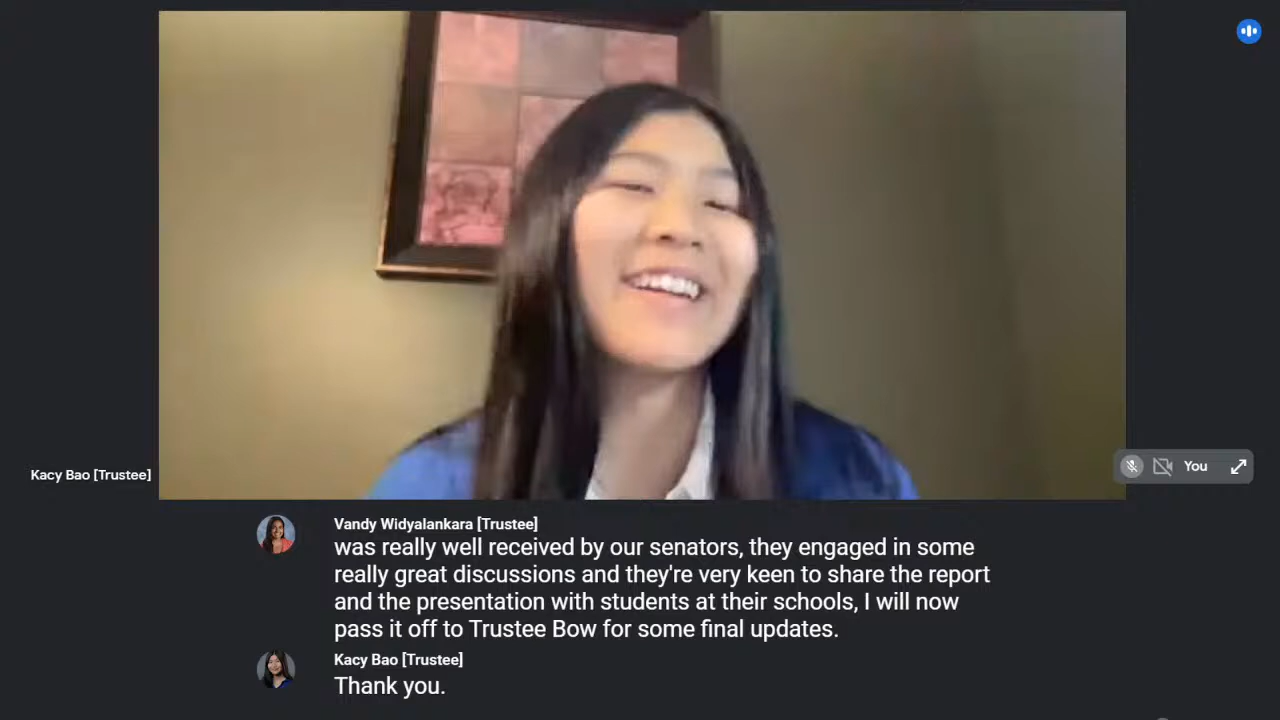 Kacy Bao [Trustee]
You
Vandy Widyalankara [Trustee]
was really well received by our senators, they engaged in some
really great discussions and they're very keen to share the report
and the presentation with students at their schools, I will now
pass it off to Trustee Bow for some final updates.
Kacy Bao [Trustee]
Thank you.